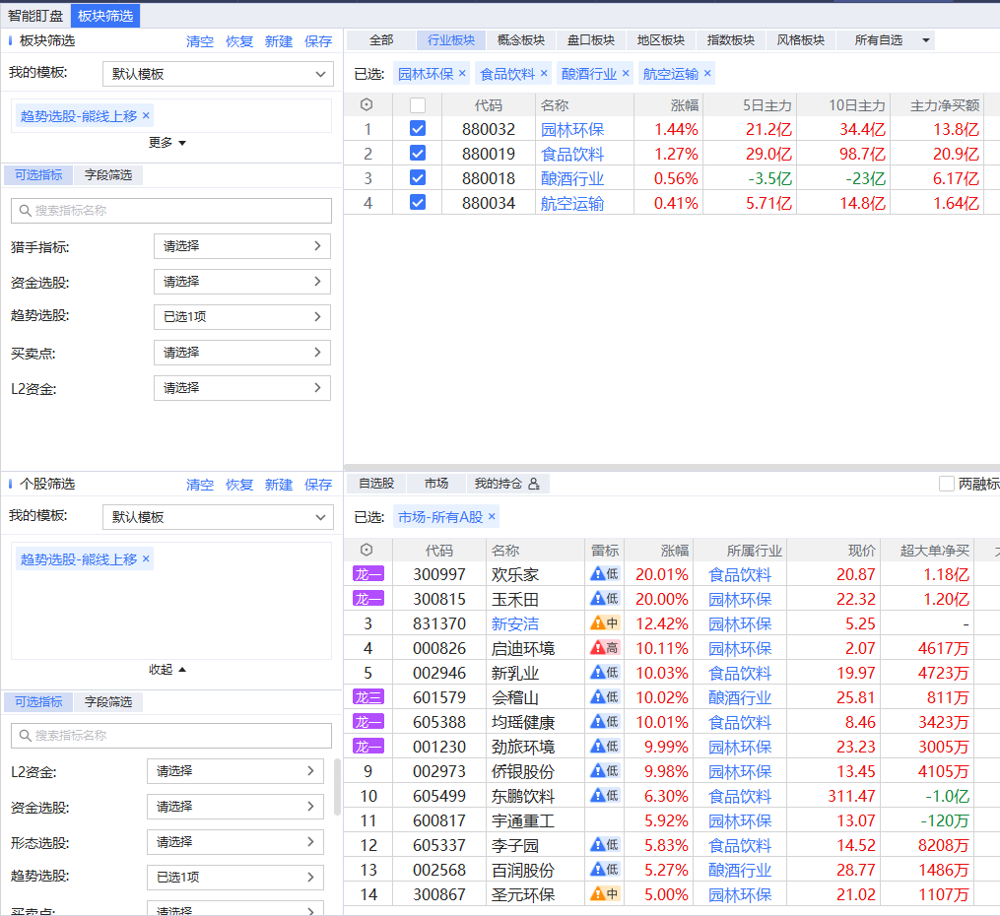 智能盯盘 板块筛选
板块筛选 清空 恢复 新建 保存
我的模板: 默认模板
趋势选股-能线上移 ×
更多
可选指标 字段筛选
搜索指标名称
猎手指标: 请选择
资金选股: 请选择
趋势选股: 已选1项
买卖点: 请选择
L2资金: 请选择
全部 行业板块 概念板块 盘口板块 地区板块 指数板块 风格板块 所有自选
已选: 园林环保 × 食品饮料 × 酿酒行业 × 航空运输 ×
代码 名称 涨幅 5日主力 10日主力 主力净买额
1 880032 园林环保 1.44% 21.2亿 34.4亿 13.8亿
2 880019 食品饮料 1.27% 29.0亿 98.7亿 20.9亿
3 880018 酿酒行业 0.56% -3.5亿 -23亿 6.17亿
4 880034 航空运输 0.41% 5.71亿 14.8亿 1.64亿
个股筛选 清空 恢复 新建 保存
我的模板: 默认模板
趋势选股-能线上移 ×
收起
可选指标 字段筛选
搜索指标名称
L2资金: 请选择
资金选股: 请选择
形态选股: 请选择
趋势选股: 已选1项
买卖点: 请选择
自选股 市场 我的持仓 两融标
已选: 市场-所有A股 ×
代码 名称 雷标 涨幅 所属行业 现价 超大单净买
龙一 300997 欢乐家 低 20.01% 食品饮料 20.87 1.18亿
龙一 300815 玉禾田 低 20.00% 园林环保 22.32 1.20亿
3 831370 新安洁 中 12.42% 园林环保 5.25 -
4 000826 启迪环境 高 10.11% 园林环保 2.07 4617万
5 002946 新乳业 低 10.03% 食品饮料 19.97 4723万
龙三 601579 会稽山 低 10.02% 酿酒行业 25.81 811万
龙一 605388 均瑶健康 低 10.01% 食品饮料 8.46 3423万
龙一 001230 劲旅环境 低 9.99% 园林环保 23.23 3005万
9 002973 侨银股份 低 9.98% 园林环保 13.45 4105万
10 605499 东鹏饮料 低 6.30% 食品饮料 311.47 -1.0亿
11 600817 宇通重工 5.92% 园林环保 13.07 -120万
12 605337 李子园 低 5.83% 食品饮料 14.52 8208万
13 002568 百润股份 低 5.27% 酿酒行业 28.77 1486万
14 300867 圣元环保 中 5.00% 园林环保 21.02 1107万